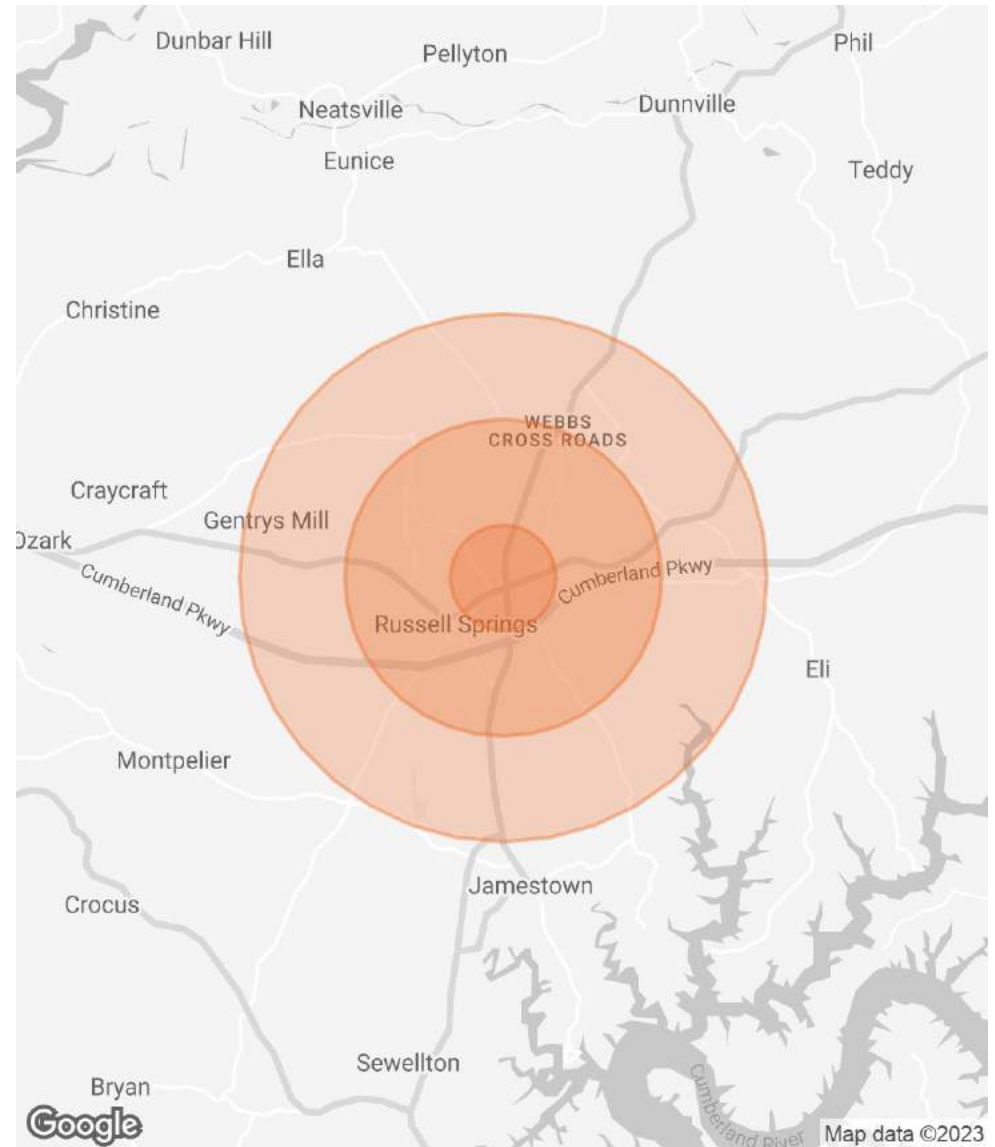 Dunbar Hill
Pellyton
Phil
Neatsville
Dunnville
Eunice
Teddy
Ella
Christine
WEBBS
CROSS ROADS
Craycraft
Gentrys Mill
Ozark
Cumberland Pkwy
Cumberland Pkwy
Russell Springs
Eli
Montpelier
Jamestown
Crocus
Sewellton
Bryan
Cumberland River
Google
Map data ©2023